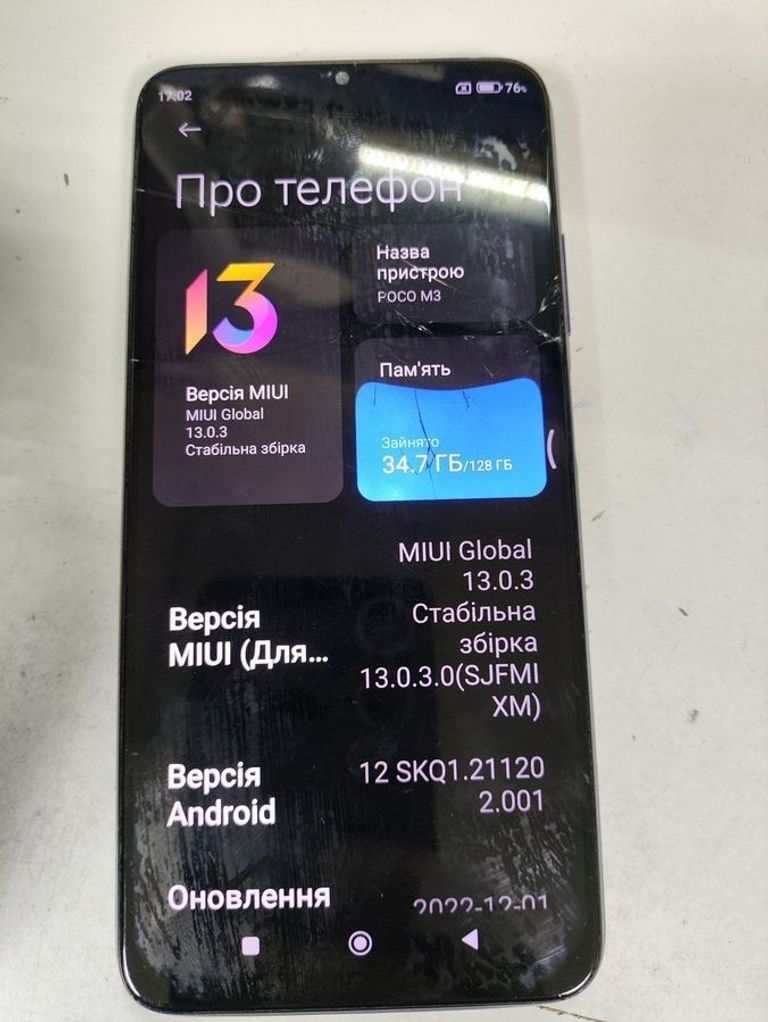 17:02
76%
Про телефон
13
Назва
пристрою
POCO M3
Версія MIUI
MIUI Global
13.0.3
Стабільна збірка
Пам'ять
Зайнято
34.7 ГБ/128 ГБ
Версія
MIUI (Для...
MIUI Global
13.0.3
Стабільна
збірка
13.0.3.0(SJFMI
XM)
Версія
Android
12 SKQ1.21120
2.001
Оновлення
2022-12-01